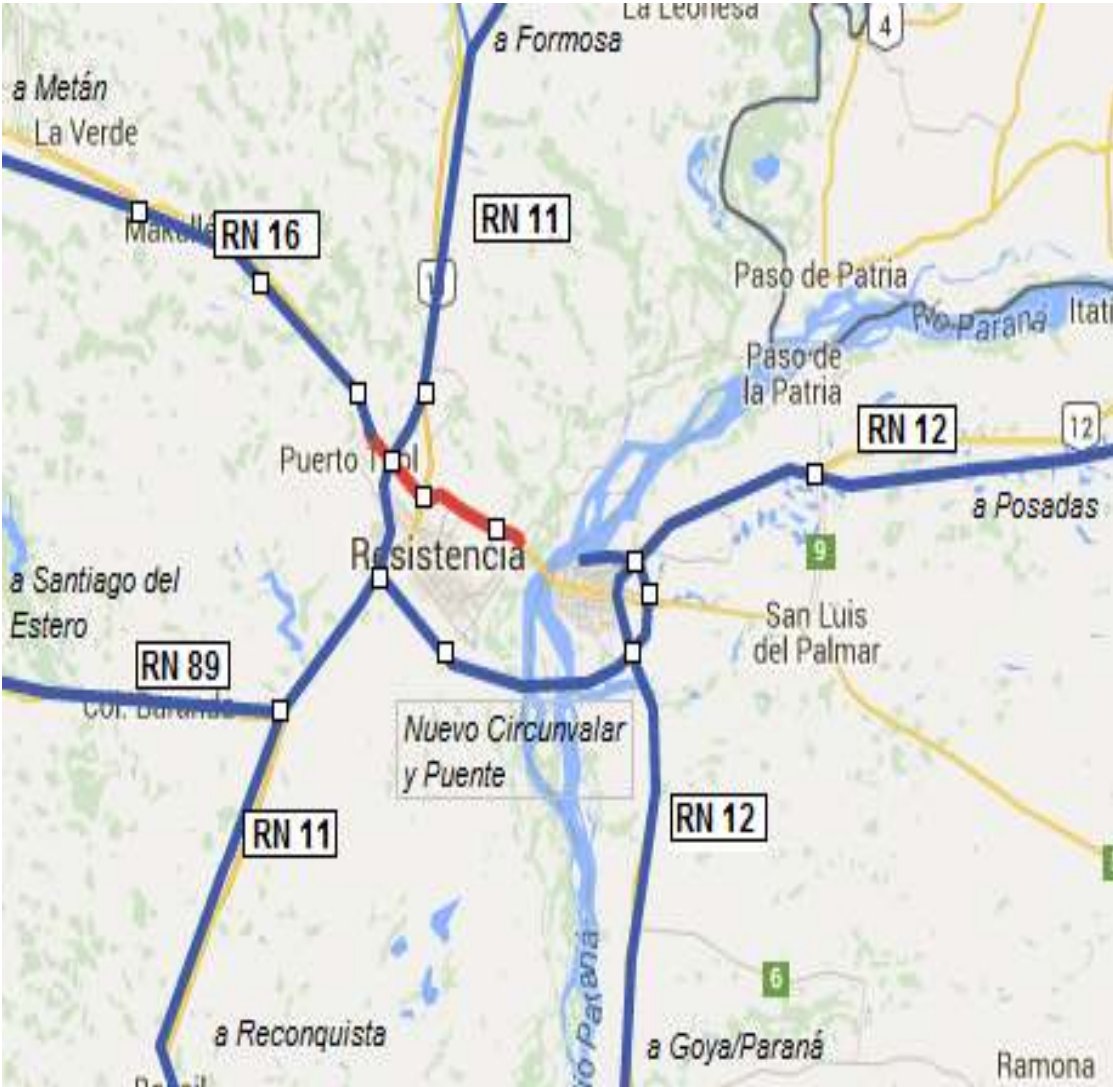 La Leonesa
4
a Formosa
a Metán
La Verde
RN 11
RN 16
Paso de Patria
Río Paraná
Itatí
Paso de
la Patria
RN 12
12
Puerto
a Posadas
Resistencia
9
a Santiago del
Estero
San Luis
del Palmar
RN 89
Col.
Nuevo Circunvalar
y Puente
RN 12
RN 11
Río Paraná
6
a Reconquista
a Goya/Paraná
Ramona